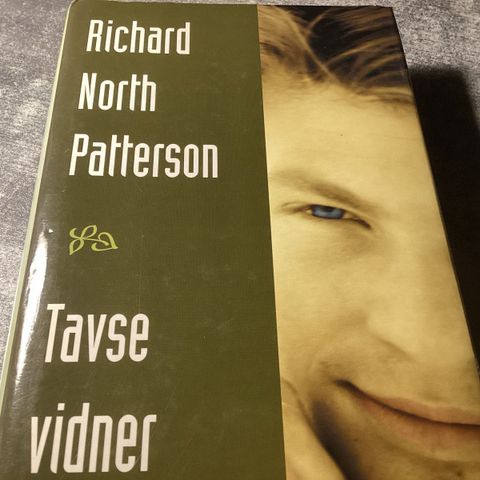 Richard
North
Patterson
Tavse
vidner